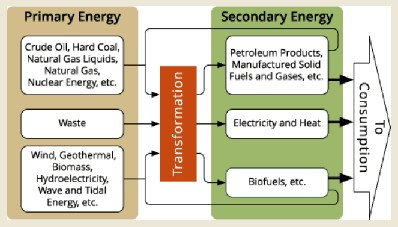 Primary Energy
Secondary Energy
Crude Oil, Hard Coal,
Natural Gas Liquids,
Natural Gas,
Nuclear Energy, etc.
Waste
Wind, Geothermal,
Biomass,
Hydroelectricity,
Wave and Tidal
Energy, etc.
Transformation
Petroleum Products,
Manufactured Solid
Fuels and Gases, etc.
Electricity and Heat
Biofuels, etc.
To
Consumption